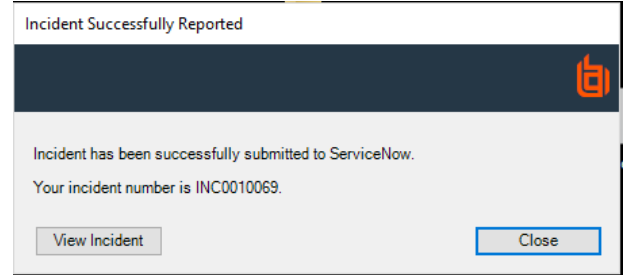 Incident Successfully Reported
Incident has been successfully submitted to ServiceNow.
Your incident number is INC0010069.
View Incident
Close